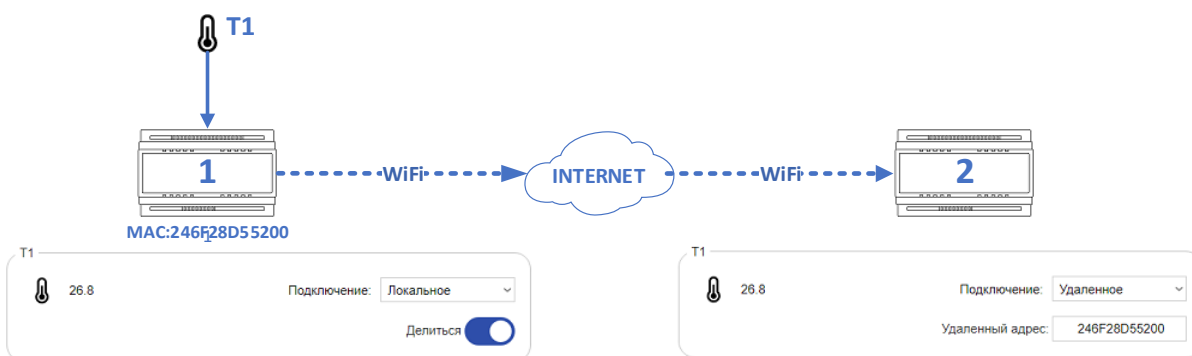 T1
1
WiFi
INTERNET
WiFi
2
MAC:246F28D55200
1
T1
26.8
Подключение:
Локальное
Делиться
T1
26.8
Подключение:
Удаленное
Удаленный адрес:
246F28D55200